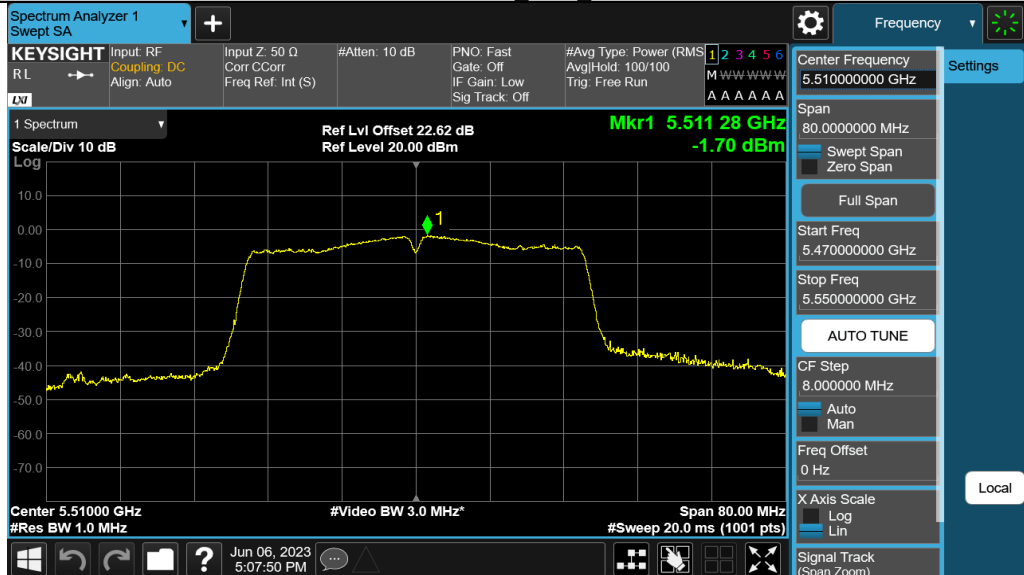 Spectrum Analyzer 1
Swept SA
Frequency
KEYSIGHT
RL
LXI
Input: RF
Coupling: DC
Align: Auto
Input Z: 50 Ω
Corr CCorr
Freq Ref: Int (S)
#Atten: 10 dB
PNO: Fast
Gate: Off
IF Gain: Low
Sig Track: Off
#Avg Type: Power (RMS
Avg|Hold: 100/100
Trig: Free Run
1 2 3 4 5 6
M W W W W W
A A A A A A
1 Spectrum
Scale/Div 10 dB
Log
Ref Lvl Offset 22.62 dB
Ref Level 20.00 dBm
Mkr1 5.511 28 GHz
-1.70 dBm
10.0
0.00
-10.0
-20.0
-30.0
-40.0
-50.0
-60.0
-70.0
1
Center 5.51000 GHz
#Res BW 1.0 MHz
#Video BW 3.0 MHz*
Span 80.00 MHz
#Sweep 20.0 ms (1001 pts)
Center Frequency
5.510000000 GHz
Span
80.0000000 MHz
Swept Span
Zero Span
Full Span
Start Freq
5.470000000 GHz
Stop Freq
5.550000000 GHz
AUTO TUNE
CF Step
8.000000 MHz
Auto
Man
Freq Offset
0 Hz
X Axis Scale
Log
Lin
Signal Track
(Span Zoom)
Settings
Local
Jun 06, 2023
5:07:50 PM